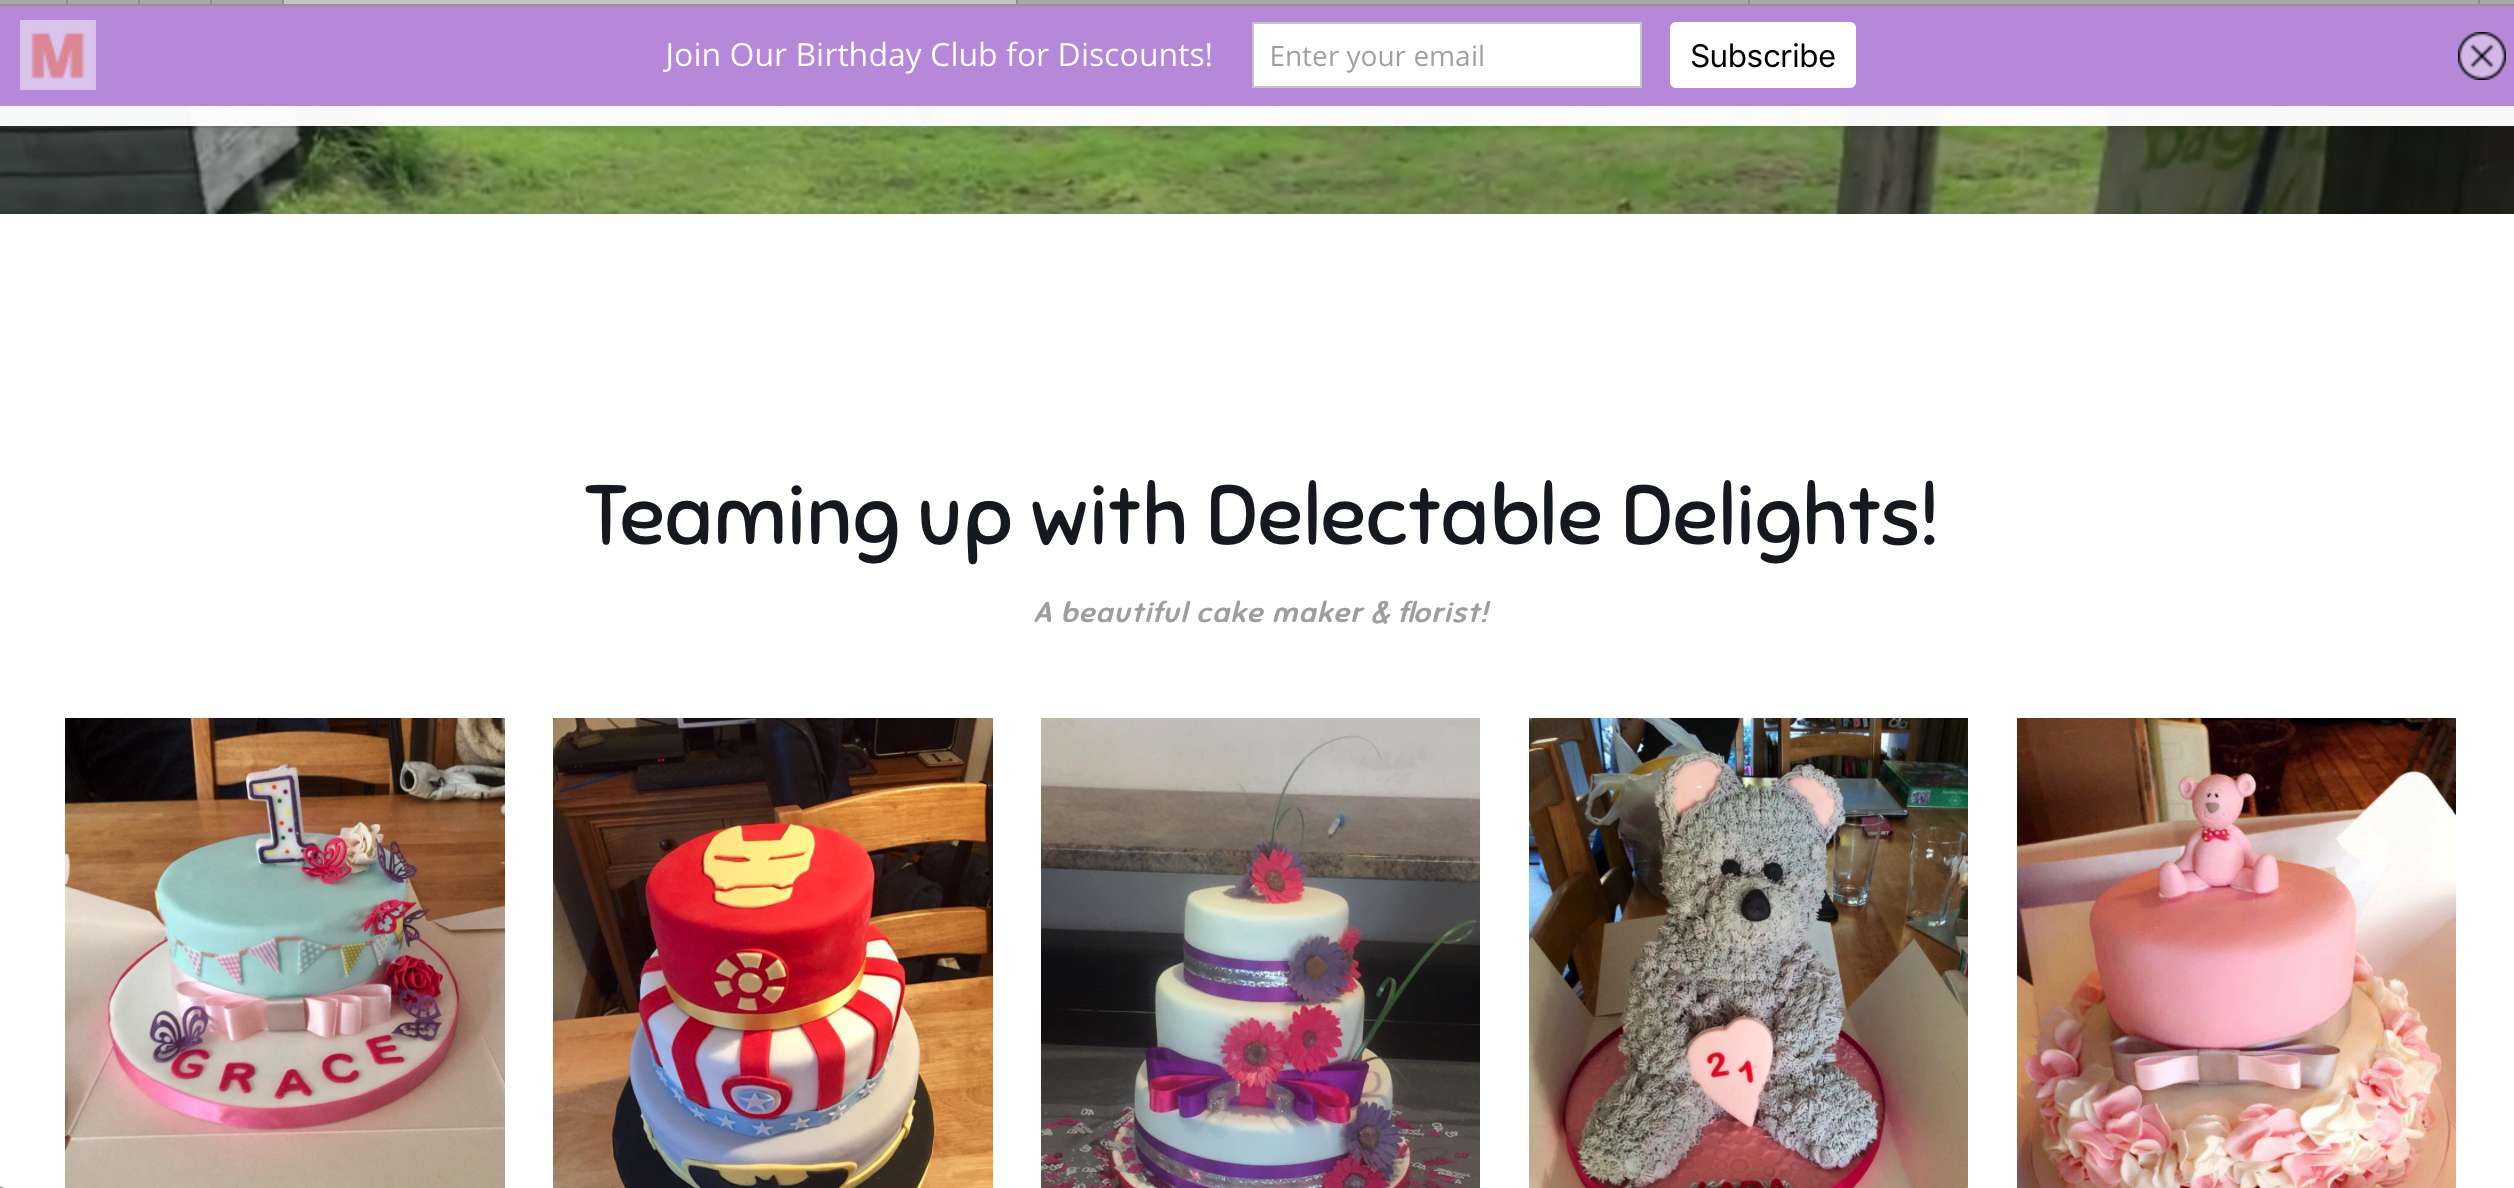 M
Join Our Birthday Club for Discounts!
Enter your email
Subscribe
Teaming up with Delectable Delights!
A beautiful cake maker & florist!
1
GRACE
21